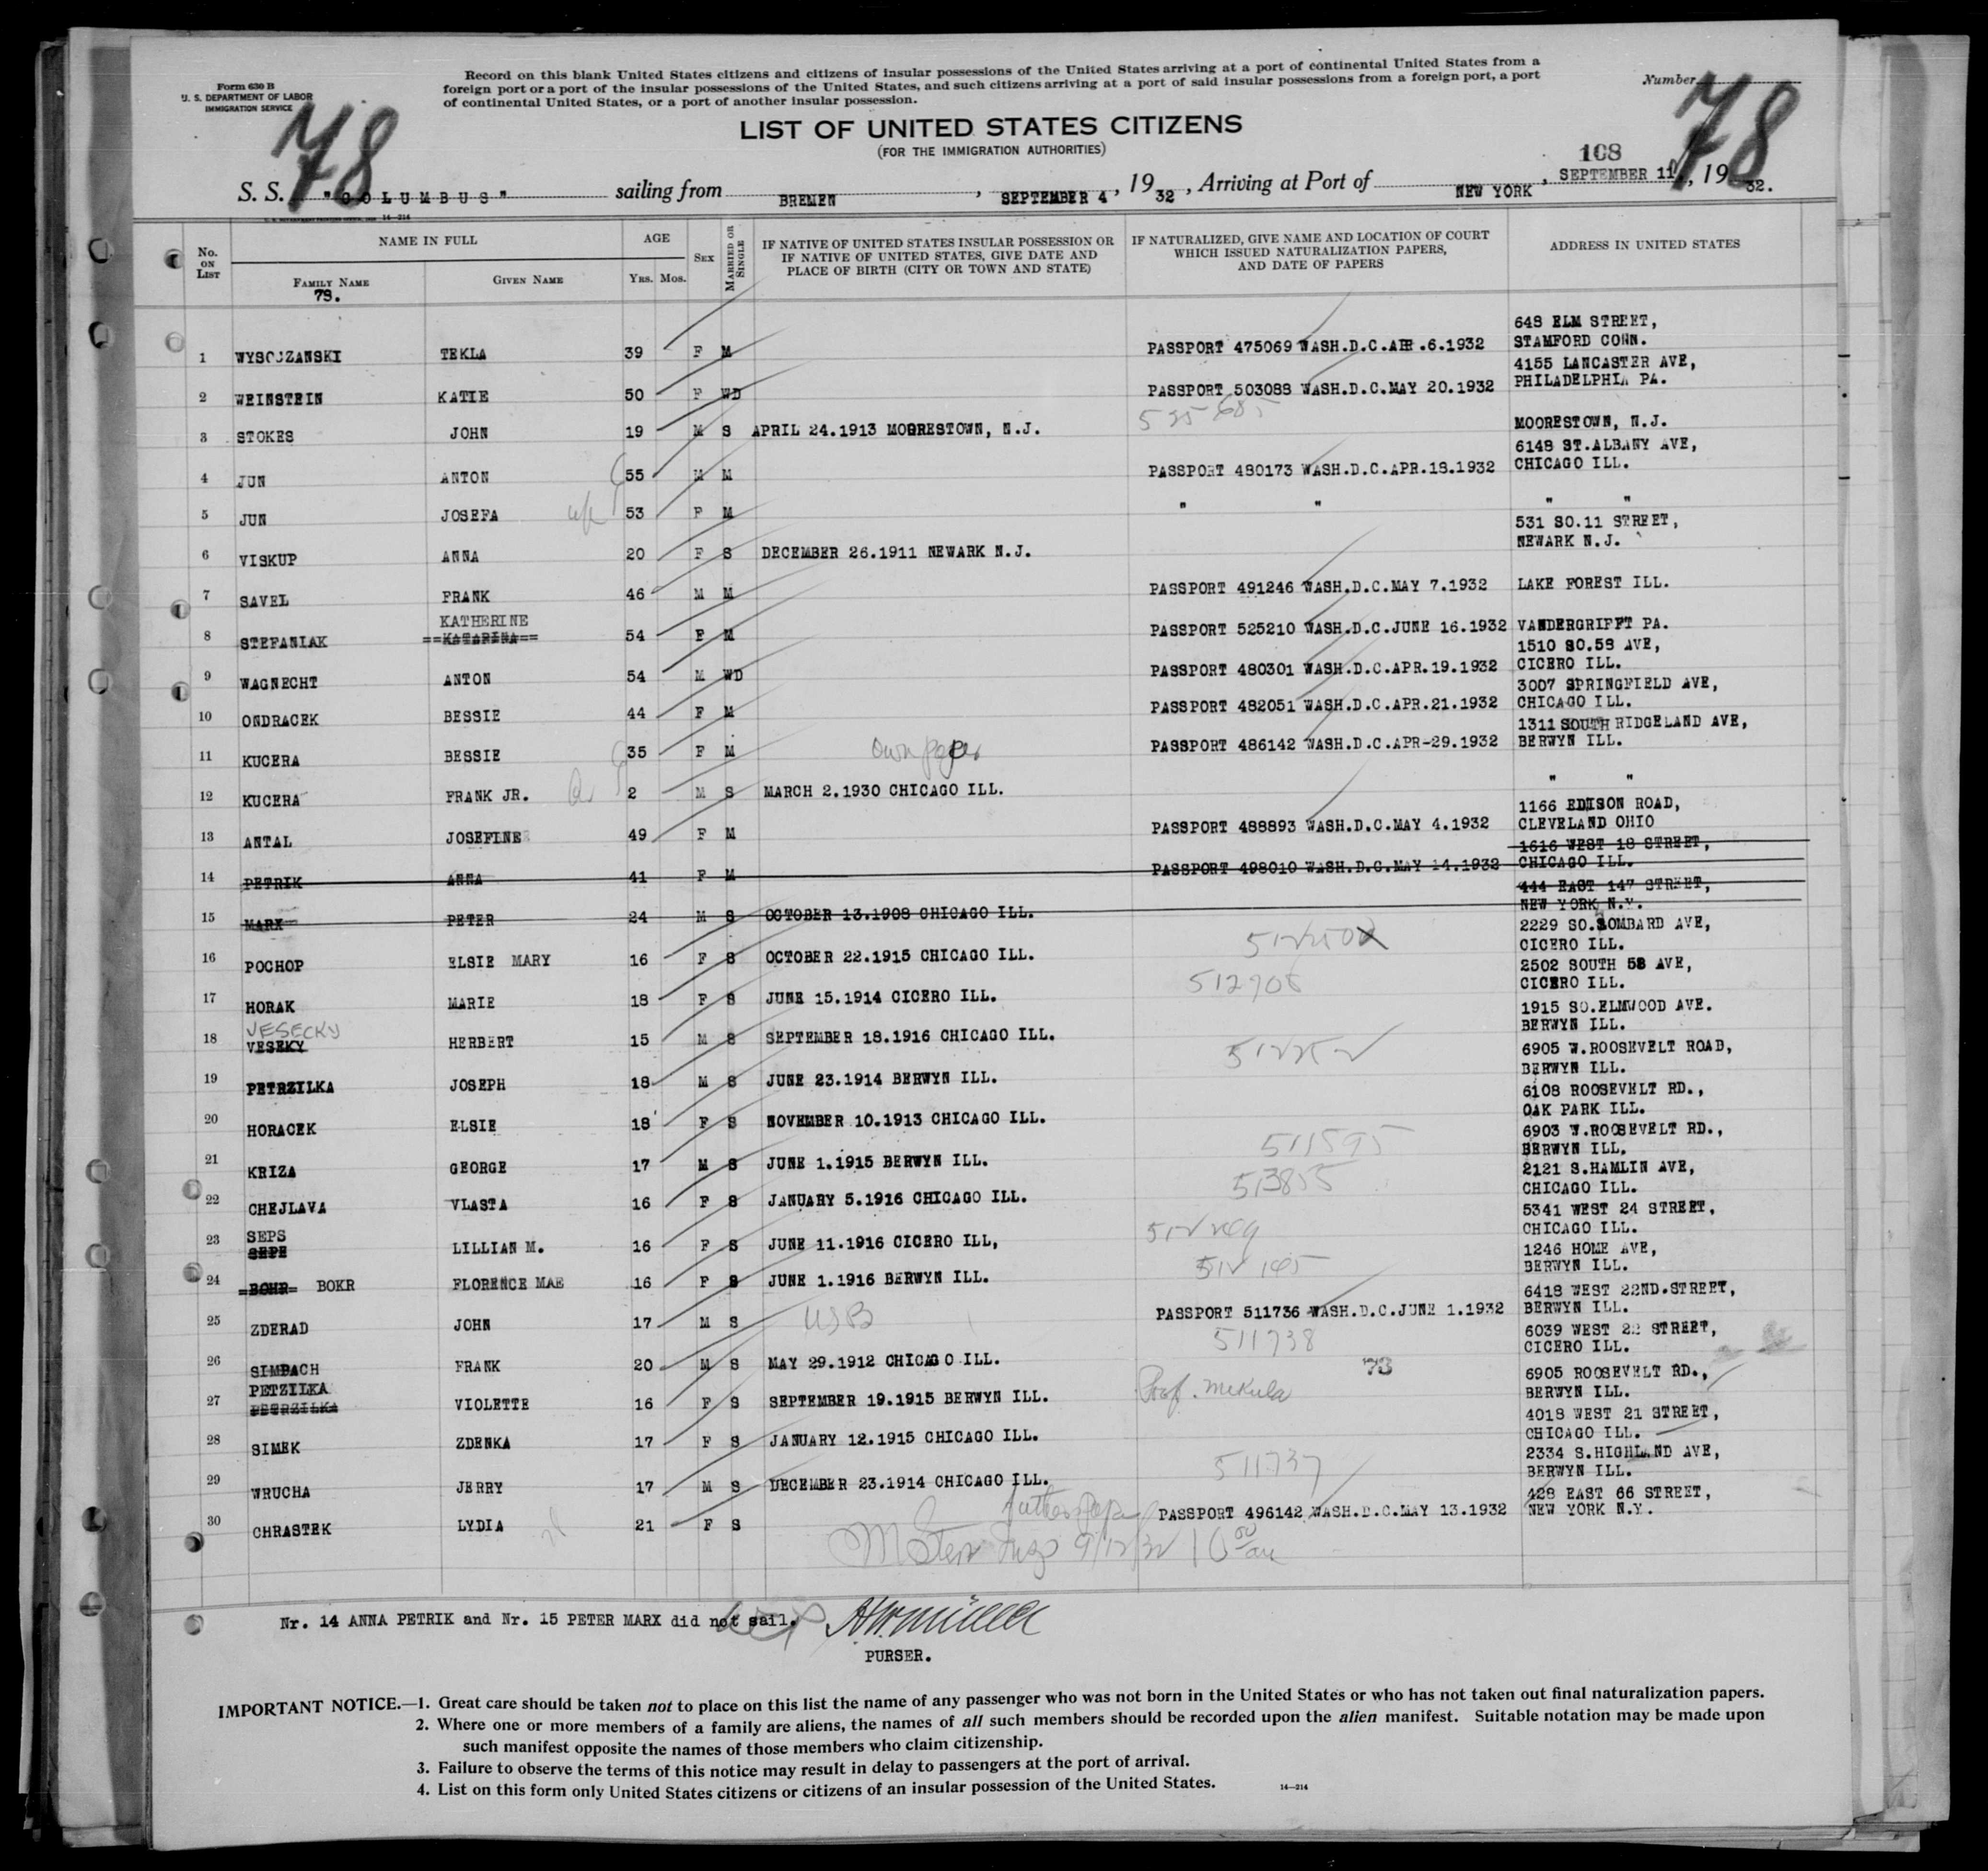 Form 630 B
U. S. DEPARTMENT OF LABOR
IMMIGRATION SERVICE
Record on this blank United States citizens and citizens of insular possessions of the United States arriving at a port of continental United States from a
foreign port or a port of the insular possessions of the United States, and such citizens arriving at a port of said insular possessions from a foreign port, a port
of continental United States, or a port of another insular possession.
Number
78
78
LIST OF UNITED STATES CITIZENS
(FOR THE IMMIGRATION AUTHORITIES)
108
S. S. "COLUMBUS" sailing from BREMEN, SEPTEMBER 4, 1932, Arriving at Port of NEW YORK, SEPTEMBER 11, 1932.
No. ON LIST
NAME IN FULL
FAMILY NAME
GIVEN NAME
AGE
YRS. MOS.
SEX
MARRIED OR SINGLE
IF NATIVE OF UNITED STATES INSULAR POSSESSION OR
IF NATIVE OF UNITED STATES, GIVE DATE AND
PLACE OF BIRTH (CITY OR TOWN AND STATE)
IF NATURALIZED, GIVE NAME AND LOCATION OF COURT
WHICH ISSUED NATURALIZATION PAPERS,
AND DATE OF PAPERS
ADDRESS IN UNITED STATES
79.
1 WYSOCZANSKI TEKLA 39 F M PASSPORT 475069 WASH.D.C.APR.6.1932 648 ELM STREET, STAMFORD CONN.
2 WEINSTEIN KATIE 50 F WD PASSPORT 503088 WASH.D.C.MAY 20.1932 4155 LANCASTER AVE, PHILADELPHIA PA.
3 STOKES JOHN 19 M S APRIL 24.1913 MOORESTOWN, N.J. 525685 MOORESTOWN, N.J.
4 JUN ANTON 55 M M PASSPORT 480173 WASH.D.C.APR.18.1932 6148 ST.ALBANY AVE, CHICAGO ILL.
5 JUN JOSEFA 53 F M " " " "
6 VISKUP ANNA 20 F S DECEMBER 26.1911 NEWARK N.J. 531 SO.11 STREET, NEWARK N.J.
7 SAVEL FRANK 46 M M PASSPORT 491246 WASH.D.C.MAY 7.1932 LAKE FOREST ILL.
8 STEFANIAK KATHERINE ==KATARINA== 54 F M PASSPORT 525210 WASH.D.C.JUNE 16.1932 VANDERGRIFFT PA.
9 WAGNECHT ANTON 54 M WD PASSPORT 480301 WASH.D.C.APR.19.1932 1510 SO.58 AVE, CICERO ILL.
10 ONDRACEK BESSIE 44 F M PASSPORT 482051 WASH.D.C.APR.21.1932 3007 SPRINGFIELD AVE, CHICAGO ILL.
11 KUCERA BESSIE 35 F M own paper PASSPORT 486142 WASH.D.C.APR-29.1932 1311 SOUTH RIDGELAND AVE, BERWYN ILL.
12 KUCERA FRANK JR. 2 M S MARCH 2.1930 CHICAGO ILL. " "
13 ANTAL JOSEFINE 49 F M PASSPORT 488893 WASH.D.C.MAY 4.1932 1166 EDISON ROAD, CLEVELAND OHIO
14 PETRIK ANNA 41 F M PASSPORT 498010 WASH.D.C.MAY 14.1932 1616 WEST 18 STREET, CHICAGO ILL.
15 MARX PETER 24 M S OCTOBER 13.1908 CHICAGO ILL. 444 EAST 147 STREET, NEW YORK N.Y.
16 POCHOP ELSIE MARY 16 F S OCTOBER 22.1915 CHICAGO ILL. 2229 SO.LOMBARD AVE, CICERO ILL.
17 HORAK MARIE 18 F S JUNE 15.1914 CICERO ILL. 2502 SOUTH 58 AVE, CICERO ILL.
18 VESECKY VESEKY HERBERT 15 M S SEPTEMBER 18.1916 CHICAGO ILL. 1915 SO.ELMWOOD AVE. BERWYN ILL.
19 PETRZILKA JOSEPH 18 M S JUNE 23.1914 BERWYN ILL. 6905 W.ROOSEVELT ROAD, BERWYN ILL.
20 HORACEK ELSIE 18 F S NOVEMBER 10.1913 CHICAGO ILL. 6108 ROOSEVELT RD., OAK PARK ILL.
21 KRIZA GEORGE 17 M S JUNE 1.1915 BERWYN ILL. 511595 6903 W.ROOSEVELT RD., BERWYN ILL.
22 CHEJLAVA VLASTA 16 F S JANUARY 5.1916 CHICAGO ILL. 513855 2121 S.HAMLIN AVE, CHICAGO ILL.
23 SEPS SEPE LILLIAN M. 16 F S JUNE 11.1916 CICERO ILL, 5341 WEST 24 STREET, CHICAGO ILL.
24 =BOHR= BOKR FLORENCE MAE 16 F S JUNE 1.1916 BERWYN ILL. 1246 HOME AVE, BERWYN ILL.
25 ZDERAD JOHN 17 M S USB PASSPORT 511736 WASH.D.C.JUNE 1.1932 6418 WEST 22ND.STREET, BERWYN ILL.
26 SIMBACH FRANK 20 M S MAY 29.1912 CHICAGO ILL. 511738 6039 WEST 22 STREET, CICERO ILL.
78
27 PETZILKA PETRZILKA VIOLETTE 16 F S SEPTEMBER 19.1915 BERWYN ILL. Prof. Mekula 6905 ROOSEVELT RD., BERWYN ILL.
28 SIMEK ZDENKA 17 F S JANUARY 12.1915 CHICAGO ILL. 4018 WEST 21 STREET, CHICAGO ILL.
29 WRUCHA JERRY 17 M S DECEMBER 23.1914 CHICAGO ILL. 511737 2334 S.HIGHLAND AVE, BERWYN ILL.
30 CHRASTEK LYDIA 21 F S PASSPORT 496142 WASH.D.C.MAY 13.1932 428 EAST 66 STREET, NEW YORK N.Y.
9/12/32 10
Nr. 14 ANNA PETRIK and Nr. 15 PETER MARX did not sail.
PURSER.
IMPORTANT NOTICE.—1. Great care should be taken not to place on this list the name of any passenger who was not born in the United States or who has not taken out final naturalization papers.
2. Where one or more members of a family are aliens, the names of all such members should be recorded upon the alien manifest. Suitable notation may be made upon
such manifest opposite the names of those members who claim citizenship.
3. Failure to observe the terms of this notice may result in delay to passengers at the port of arrival.
4. List on this form only United States citizens or citizens of an insular possession of the United States.
14—214